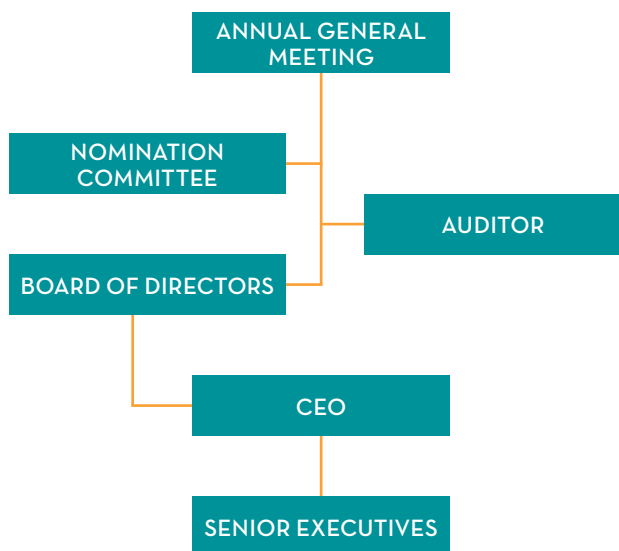 ANNUAL GENERAL
MEETING
NOMINATION
COMMITTEE
AUDITOR
BOARD OF DIRECTORS
CEO
SENIOR EXECUTIVES